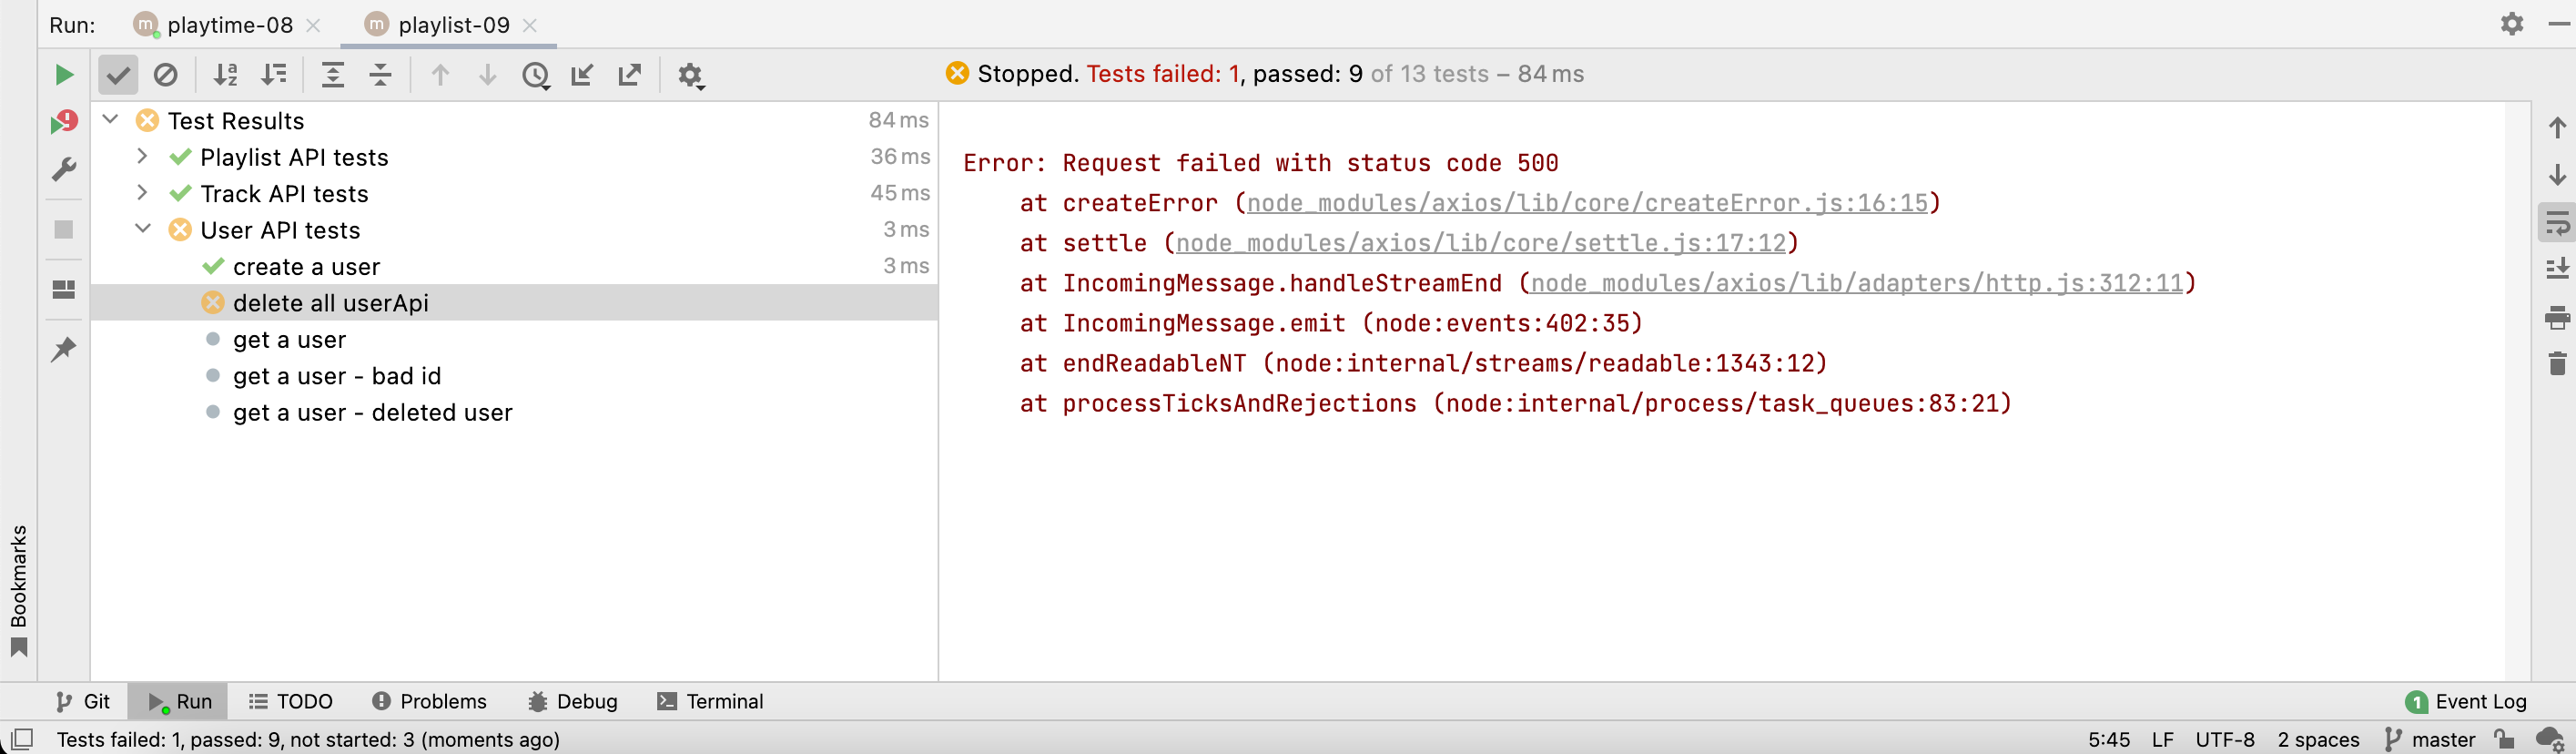 Run: playtime-08 playlist-09
Stopped. Tests failed: 1, passed: 9 of 13 tests – 84 ms
Test Results 84 ms
Playlist API tests 36 ms
Track API tests 45 ms
User API tests 3 ms
create a user 3 ms
delete all userApi
get a user
get a user - bad id
get a user - deleted user
Error: Request failed with status code 500
at createError (node_modules/axios/lib/core/createError.js:16:15)
at settle (node_modules/axios/lib/core/settle.js:17:12)
at IncomingMessage.handleStreamEnd (node_modules/axios/lib/adapters/http.js:312:11)
at IncomingMessage.emit (node:events:402:35)
at endReadableNT (node:internal/streams/readable:1343:12)
at processTicksAndRejections (node:internal/process/task_queues:83:21)
Bookmarks
Git Run TODO Problems Debug Terminal 1 Event Log
Tests failed: 1, passed: 9, not started: 3 (moments ago) 5:45 LF UTF-8 2 spaces master